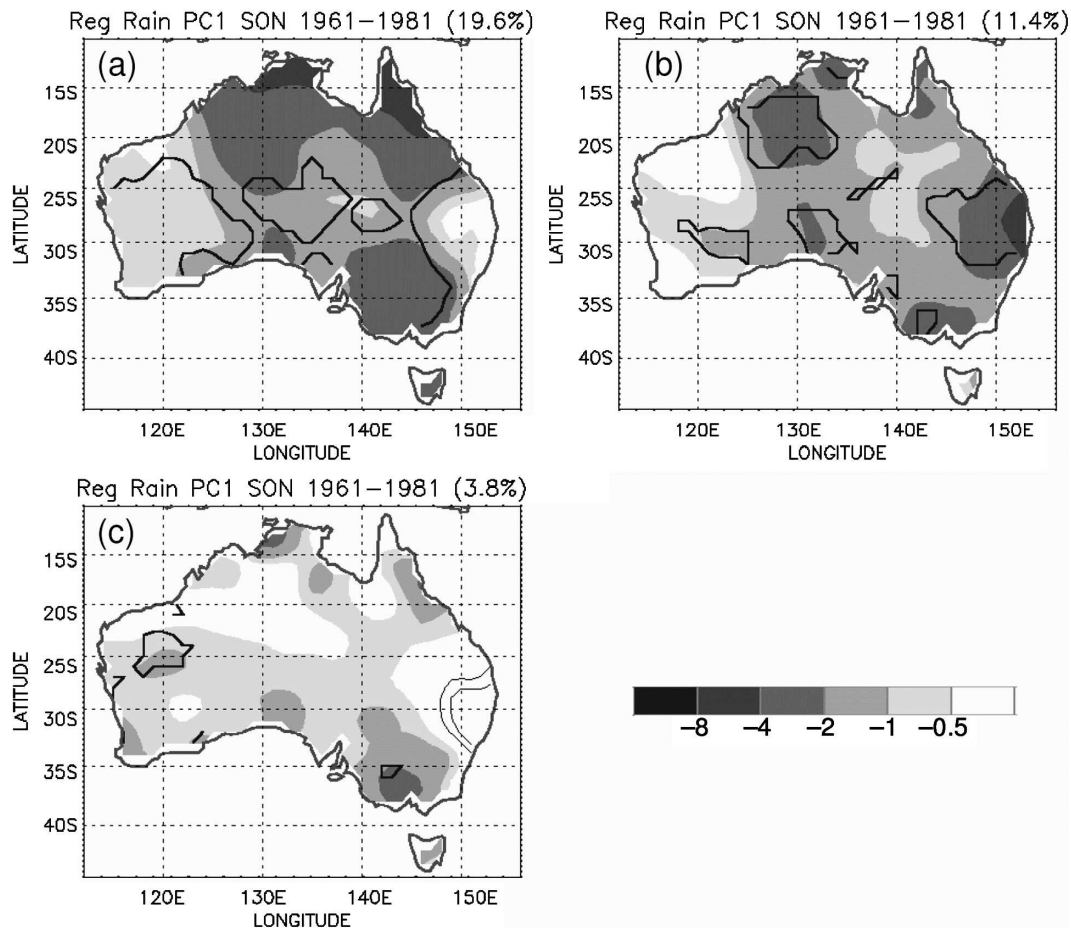 Reg Rain PC1 SON 1961−1981 (19.6%)
(a)
15S
20S
25S
30S
35S
40S
LATITUDE
120E 130E 140E 150E
LONGITUDE
Reg Rain PC1 SON 1961−1981 (11.4%)
(b)
15S
20S
25S
30S
35S
40S
LATITUDE
120E 130E 140E 150E
LONGITUDE
Reg Rain PC1 SON 1961−1981 (3.8%)
(c)
15S
20S
25S
30S
35S
40S
LATITUDE
120E 130E 140E 150E
LONGITUDE
−8 −4 −2 −1 −0.5